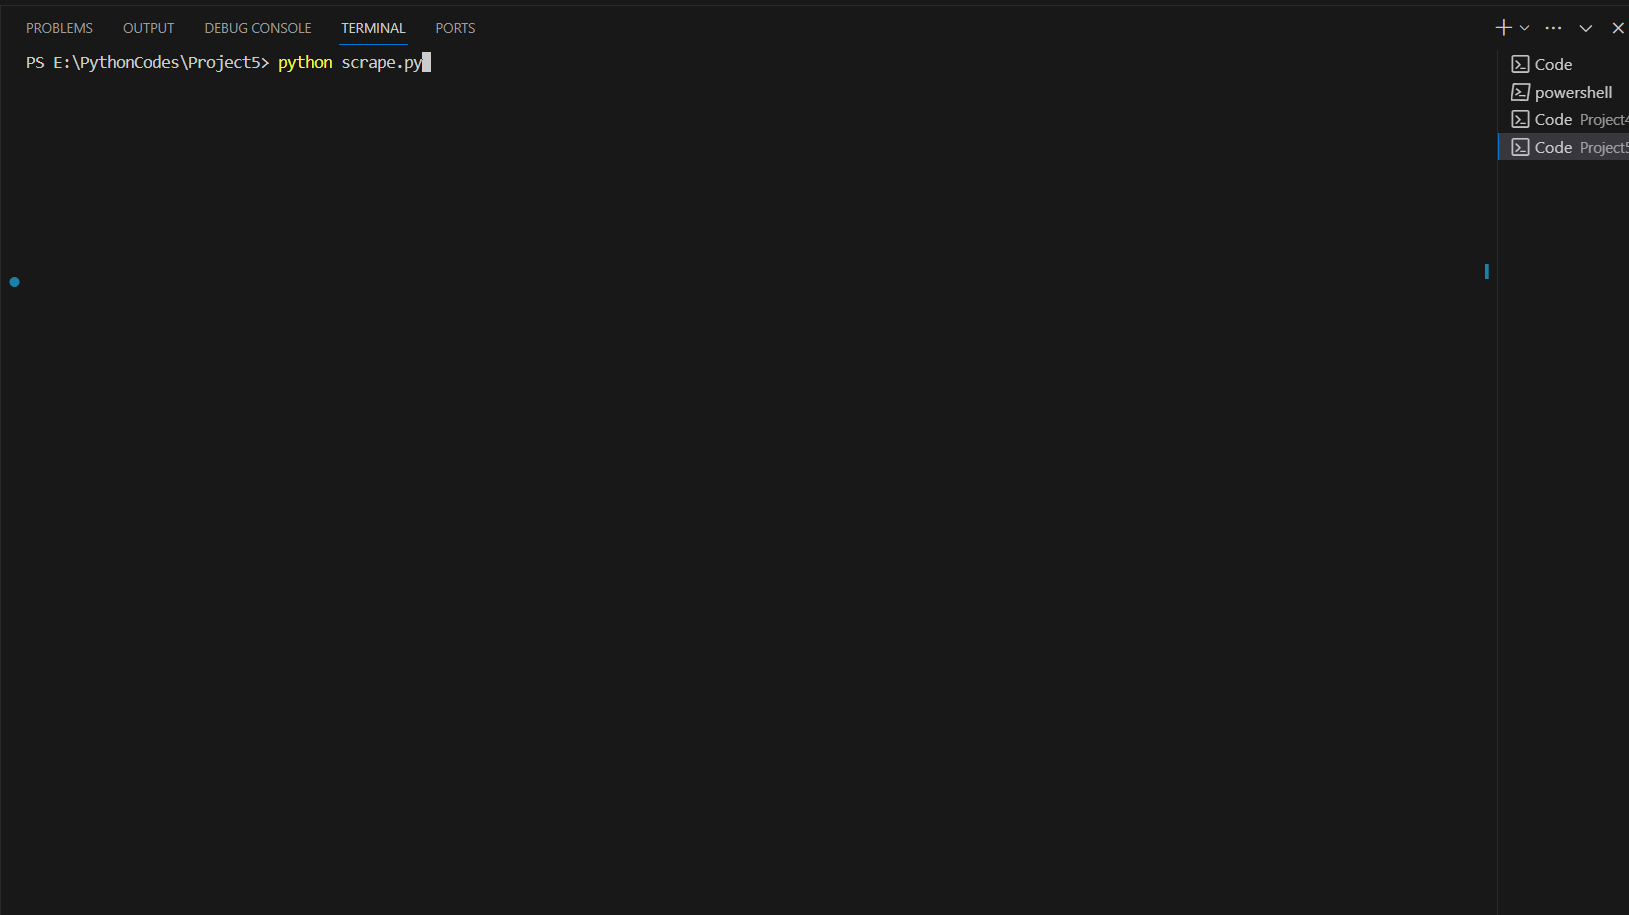 PROBLEMS OUTPUT DEBUG CONSOLE TERMINAL PORTS
PS E:\PythonCodes\Project5> python scrape.py
Code
powershell
Code Project4
Code Project5